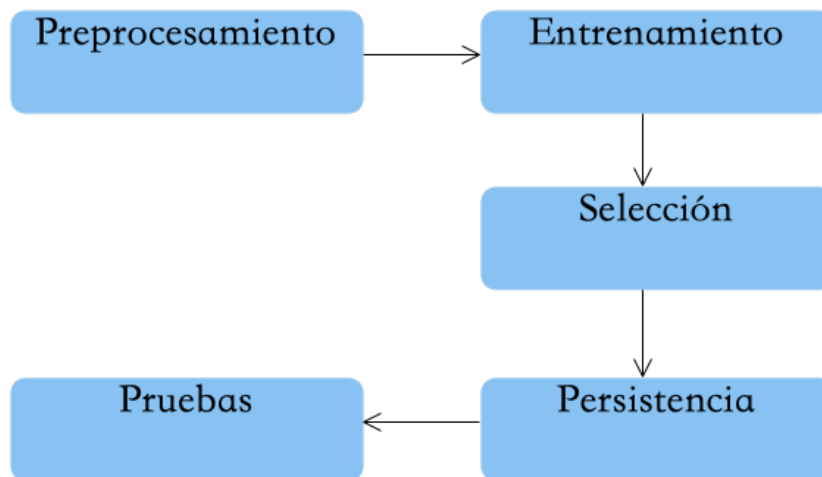 Preprocesamiento
Entrenamiento
Selección
Persistencia
Pruebas